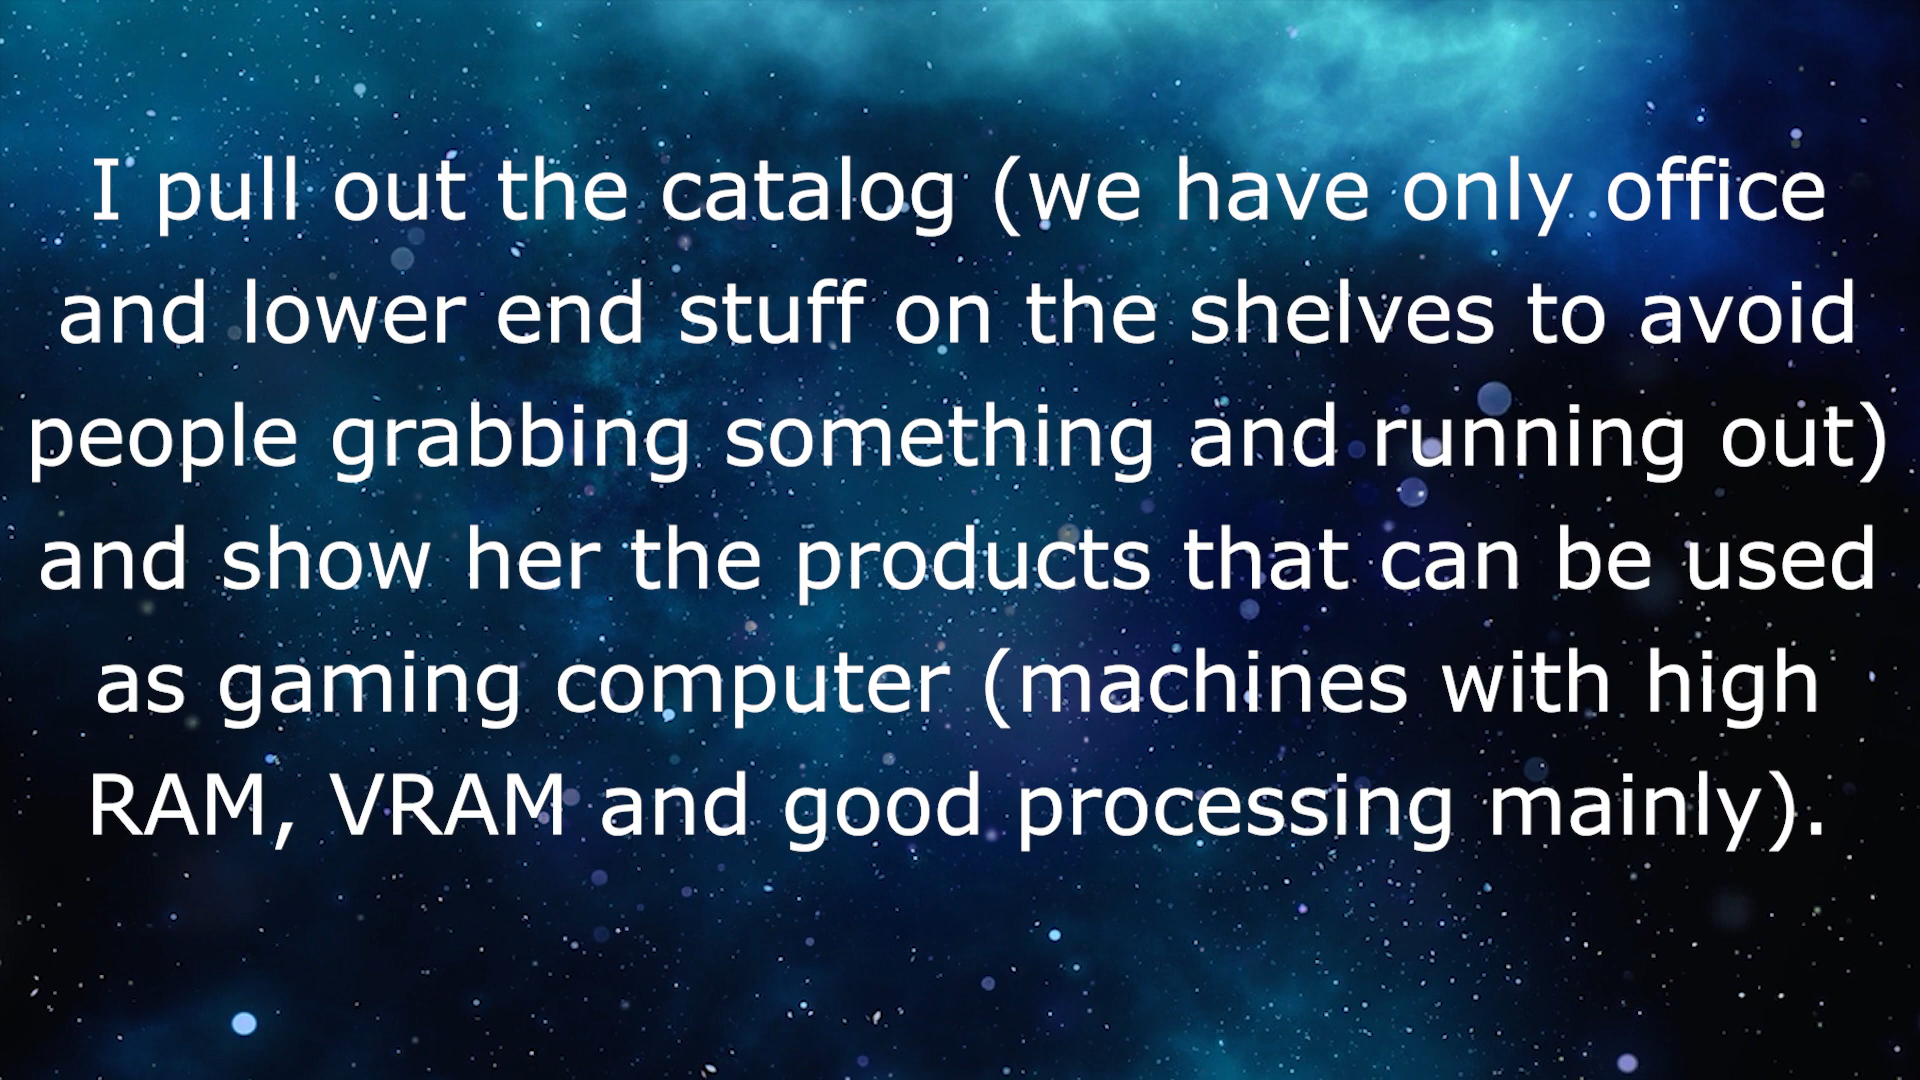 I pull out the catalog (we have only office
and lower end stuff on the shelves to avoid
people grabbing something and running out)
and show her the products that can be used
as gaming computer (machines with high
RAM, VRAM and good processing mainly).